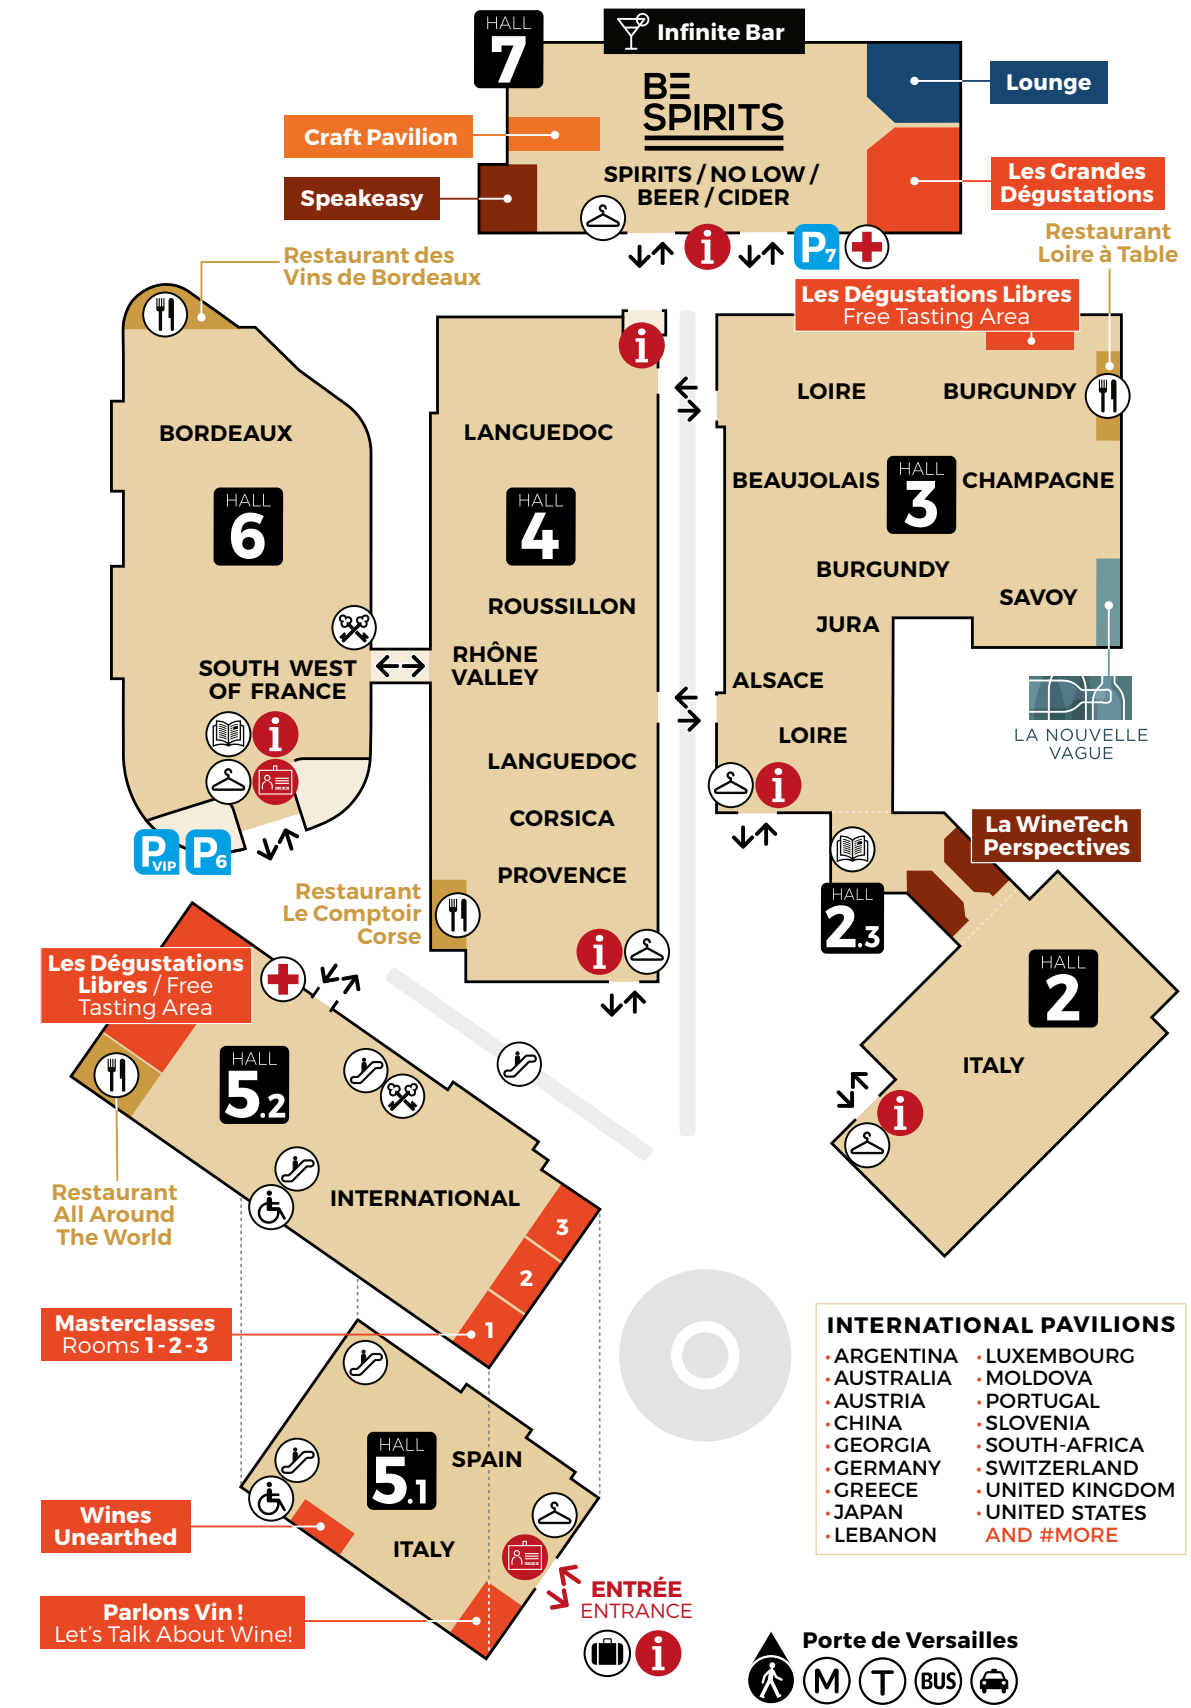 HALL
7
Infinite Bar
BE
SPIRITS
Lounge
Craft Pavilion
SPIRITS / NO LOW /
BEER / CIDER
Les Grandes
Dégustations
Speakeasy
i
P7
Restaurant
Loire à Table
Restaurant des
Vins de Bordeaux
Les Dégustations Libres
Free Tasting Area
i
LOIRE
BURGUNDY
BORDEAUX
LANGUEDOC
BEAUJOLAIS
HALL
3
CHAMPAGNE
HALL
6
HALL
4
BURGUNDY
SAVOY
ROUSSILLON
JURA
RHÔNE
VALLEY
SOUTH WEST
OF FRANCE
ALSACE
LOIRE
LA NOUVELLE
VAGUE
i
LANGUEDOC
i
CORSICA
La WineTech
Perspectives
PVIP
P6
PROVENCE
Restaurant
Le Comptoir
Corse
HALL
2.3
i
Les Dégustations
Libres / Free
Tasting Area
HALL
2
HALL
5.2
ITALY
i
Restaurant
All Around
The World
INTERNATIONAL
3
2
1
Masterclasses
Rooms 1 - 2 - 3
INTERNATIONAL PAVILIONS
• ARGENTINA
• AUSTRALIA
• AUSTRIA
• CHINA
• GEORGIA
• GERMANY
• GREECE
• JAPAN
• LEBANON
• LUXEMBOURG
• MOLDOVA
• PORTUGAL
• SLOVENIA
• SOUTH-AFRICA
• SWITZERLAND
• UNITED KINGDOM
• UNITED STATES
AND #MORE
HALL
5.1
SPAIN
Wines
Unearthed
ITALY
ENTRÉE
ENTRANCE
i
Parlons Vin !
Let's Talk About Wine!
Porte de Versailles
M
T
BUS